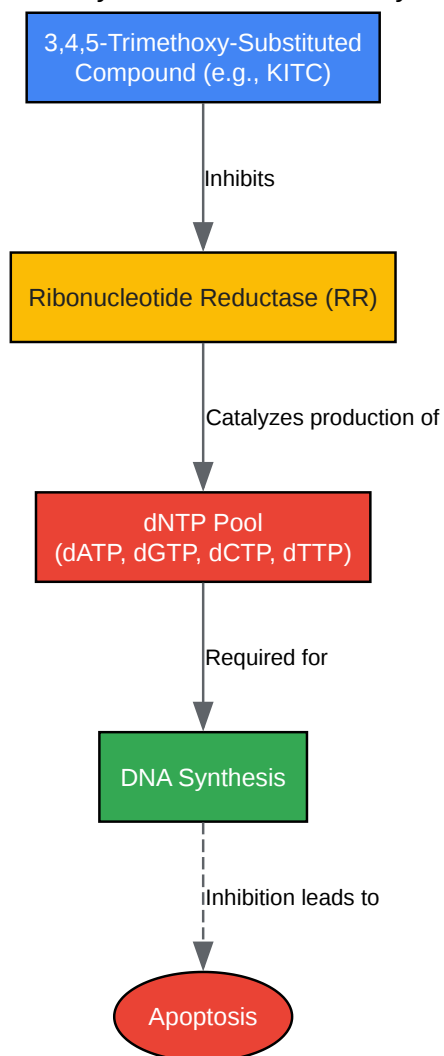 3,4,5-Trimethoxy-Substituted
Compound (e.g., KITC)
Inhibits
Ribonucleotide Reductase (RR)
Catalyzes production of
dNTP Pool
(dATP, dGTP, dCTP, dTTP)
Required for
DNA Synthesis
Inhibition leads to
Apoptosis